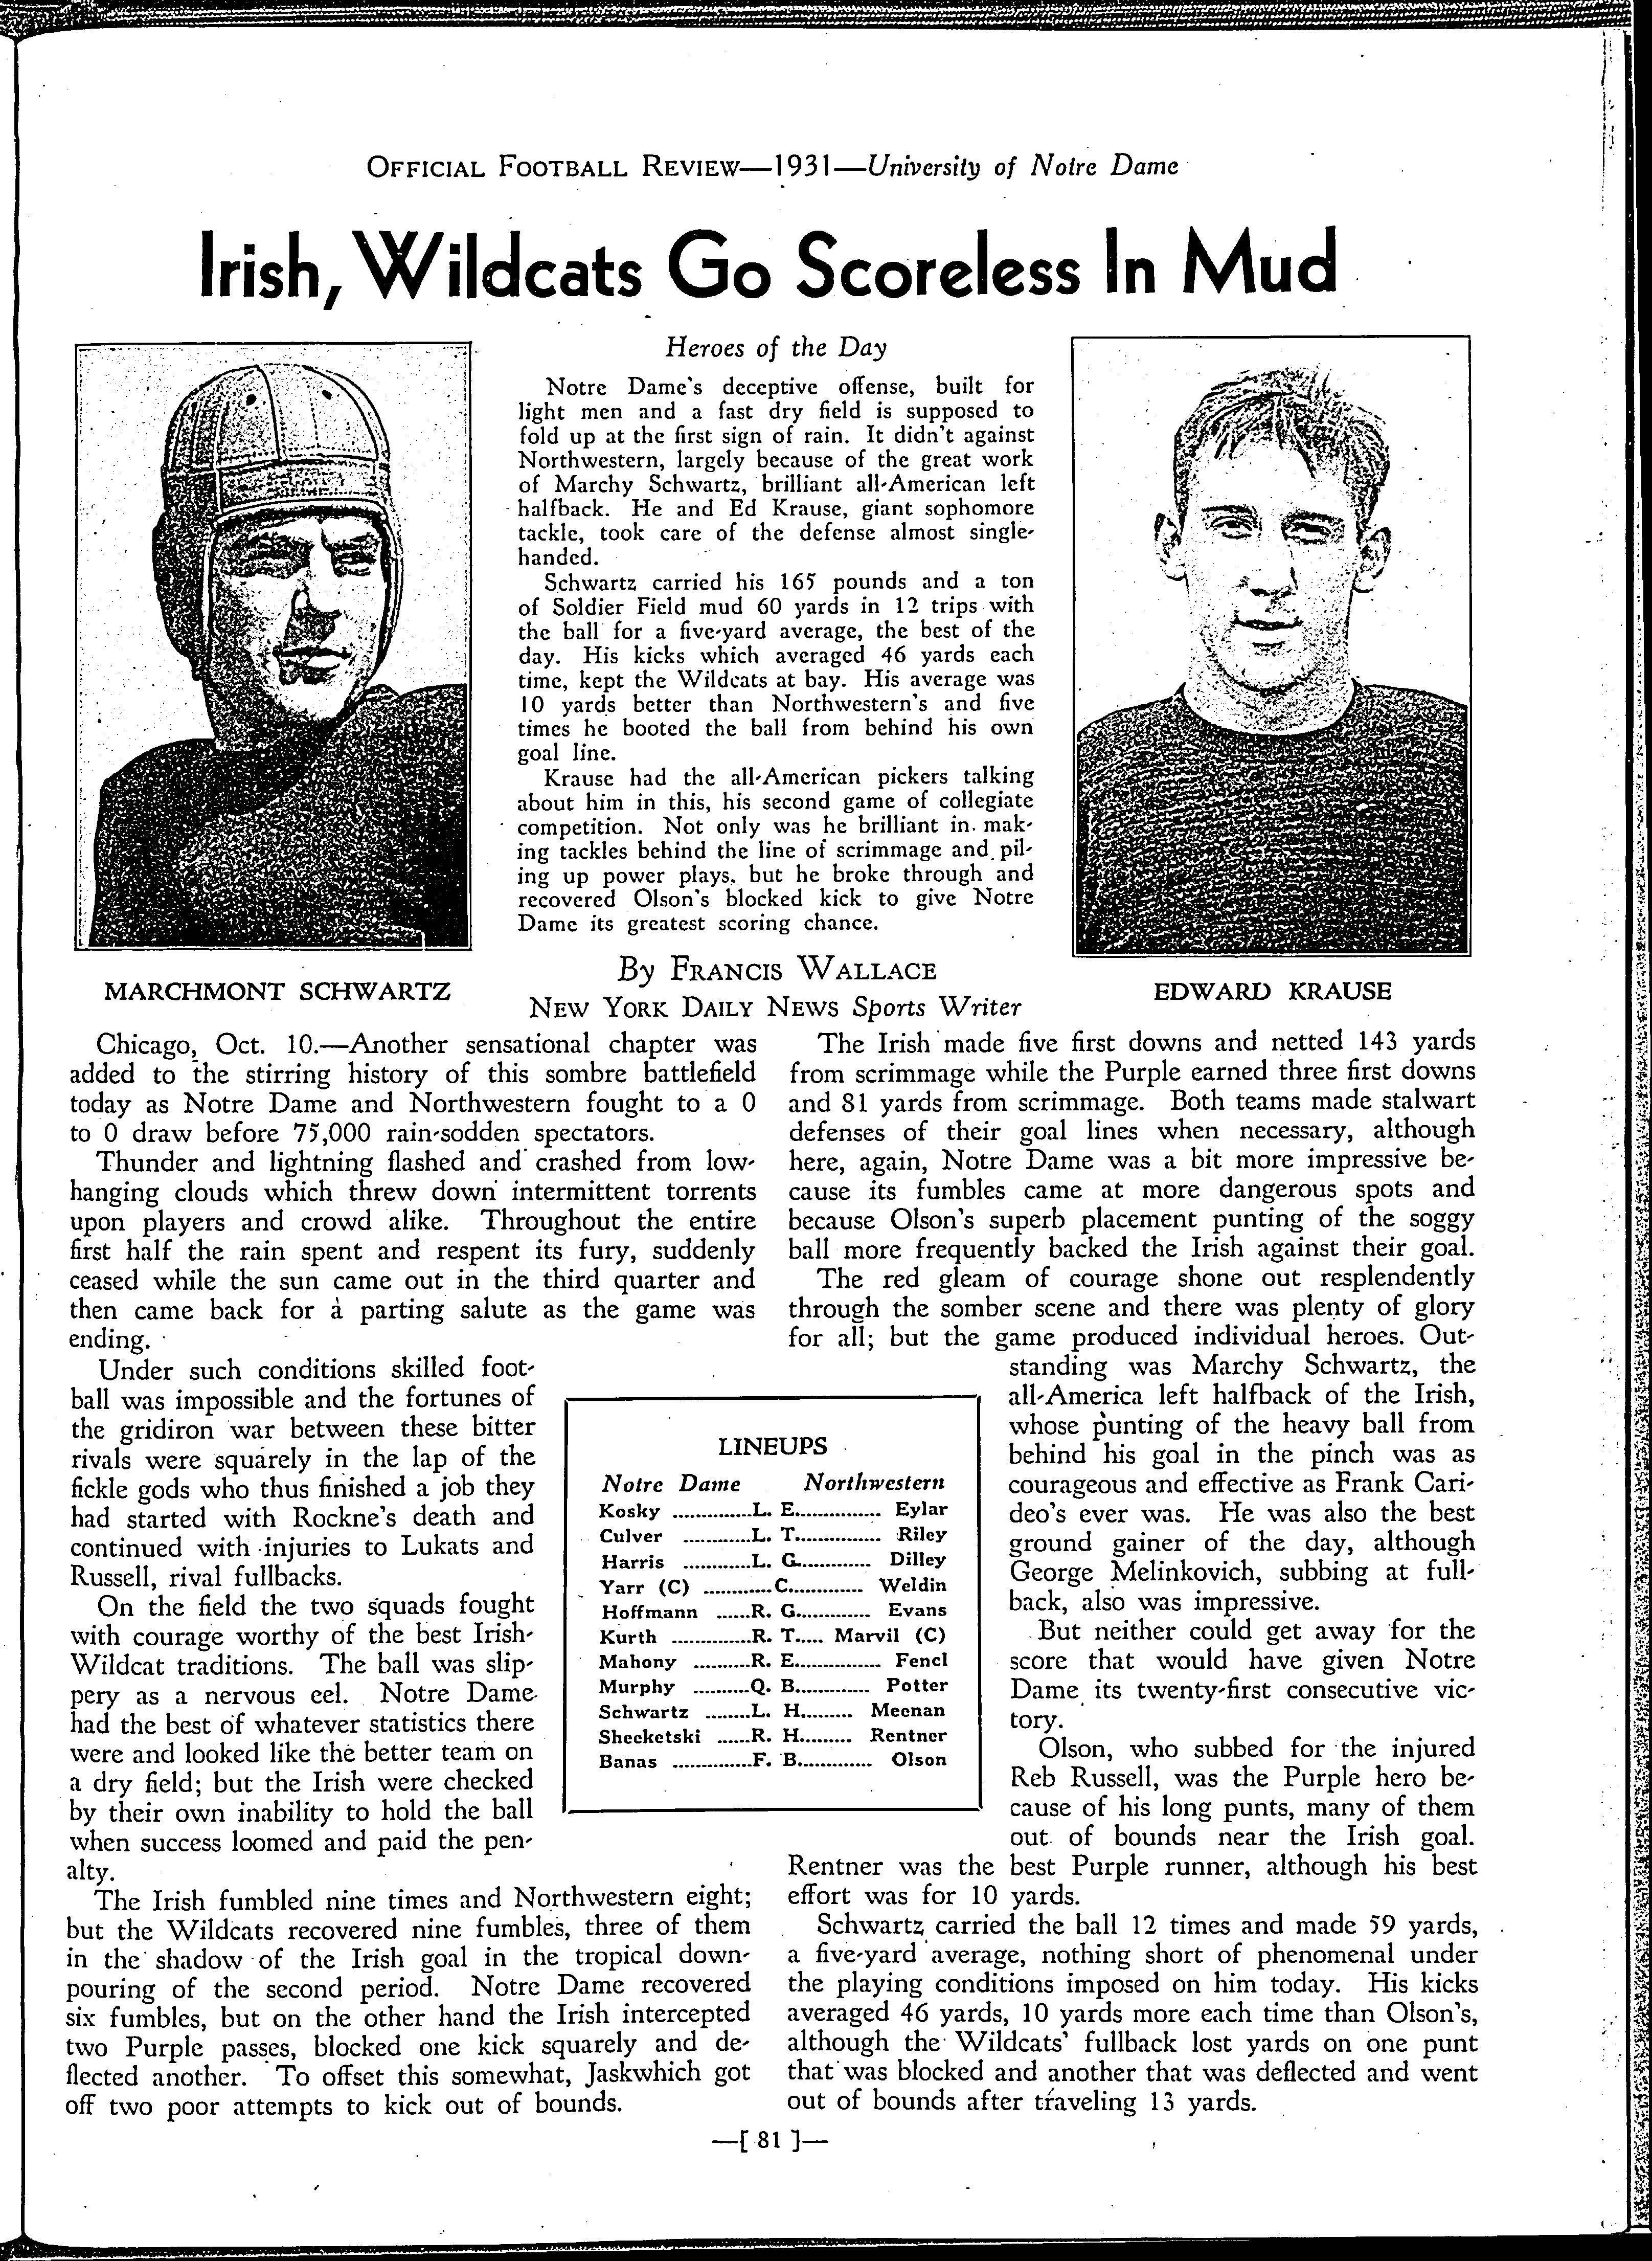 OFFICIAL FOOTBALL REVIEW—1931—University of Notre Dame
Irish, Wildcats Go Scoreless In Mud
Heroes of the Day
Notre Dame's deceptive offense, built for
light men and a fast dry field is supposed to
fold up at the first sign of rain. It didn't against
Northwestern, largely because of the great work
of Marchy Schwartz, brilliant all-American left
halfback. He and Ed Krause, giant sophomore
tackle, took care of the defense almost single-
handed.
Schwartz carried his 165 pounds and a ton
of Soldier Field mud 60 yards in 12 trips with
the ball for a five-yard average, the best of the
day. His kicks which averaged 46 yards each
time, kept the Wildcats at bay. His average was
10 yards better than Northwestern's and five
times he booted the ball from behind his own
goal line.
Krause had the all-American pickers talking
about him in this, his second game of collegiate
competition. Not only was he brilliant in mak-
ing tackles behind the line of scrimmage and pil-
ing up power plays, but he broke through and
recovered Olson's blocked kick to give Notre
Dame its greatest scoring chance.
MARCHMONT SCHWARTZ
EDWARD KRAUSE
By FRANCIS WALLACE
NEW YORK DAILY NEWS Sports Writer
Chicago, Oct. 10.—Another sensational chapter was
added to the stirring history of this sombre battlefield
today as Notre Dame and Northwestern fought to a 0
to 0 draw before 75,000 rain-sodden spectators.
Thunder and lightning flashed and crashed from low-
hanging clouds which threw down intermittent torrents
upon players and crowd alike. Throughout the entire
first half the rain spent and respent its fury, suddenly
ceased while the sun came out in the third quarter and
then came back for a parting salute as the game was
ending.
Under such conditions skilled foot-
ball was impossible and the fortunes of
the gridiron war between these bitter
rivals were squarely in the lap of the
fickle gods who thus finished a job they
had started with Rockne's death and
continued with injuries to Lukats and
Russell, rival fullbacks.
On the field the two squads fought
with courage worthy of the best Irish-
Wildcat traditions. The ball was slip-
pery as a nervous eel. Notre Dame
had the best of whatever statistics there
were and looked like the better team on
a dry field; but the Irish were checked
by their own inability to hold the ball
when success loomed and paid the pen-
alty.
The Irish fumbled nine times and Northwestern eight;
but the Wildcats recovered nine fumbles, three of them
in the shadow of the Irish goal in the tropical down-
pouring of the second period. Notre Dame recovered
six fumbles, but on the other hand the Irish intercepted
two Purple passes, blocked one kick squarely and de-
flected another. To offset this somewhat, Jaskwhich got
off two poor attempts to kick out of bounds.
LINEUPS
Notre Dame Northwestern
Kosky ..............L. E............... Eylar
Culver ............L. T............... Riley
Harris ............L. G............ Dilley
Yarr (C) ............C............. Weldin
Hoffmann ......R. G............. Evans
Kurth ..............R. T..... Marvil (C)
Mahony .........R. E............... Fencl
Murphy ..........Q. B............. Potter
Schwartz ........L. H......... Meenan
Sheeketski ......R. H......... Rentner
Banas ..............F. B............. Olson
The Irish made five first downs and netted 143 yards
from scrimmage while the Purple earned three first downs
and 81 yards from scrimmage. Both teams made stalwart
defenses of their goal lines when necessary, although
here, again, Notre Dame was a bit more impressive be-
cause its fumbles came at more dangerous spots and
because Olson's superb placement punting of the soggy
ball more frequently backed the Irish against their goal.
The red gleam of courage shone out resplendently
through the somber scene and there was plenty of glory
for all; but the game produced individual heroes. Out-
standing was Marchy Schwartz, the
all-America left halfback of the Irish,
whose punting of the heavy ball from
behind his goal in the pinch was as
courageous and effective as Frank Cari-
deo's ever was. He was also the best
ground gainer of the day, although
George Melinkovich, subbing at full-
back, also was impressive.
But neither could get away for the
score that would have given Notre
Dame its twenty-first consecutive vic-
tory.
Olson, who subbed for the injured
Reb Russell, was the Purple hero be-
cause of his long punts, many of them
out of bounds near the Irish goal.
Rentner was the best Purple runner, although his best
effort was for 10 yards.
Schwartz carried the ball 12 times and made 59 yards,
a five-yard average, nothing short of phenomenal under
the playing conditions imposed on him today. His kicks
averaged 46 yards, 10 yards more each time than Olson's,
although the Wildcats' fullback lost yards on one punt
that was blocked and another that was deflected and went
out of bounds after traveling 13 yards.
—[ 81 ]—